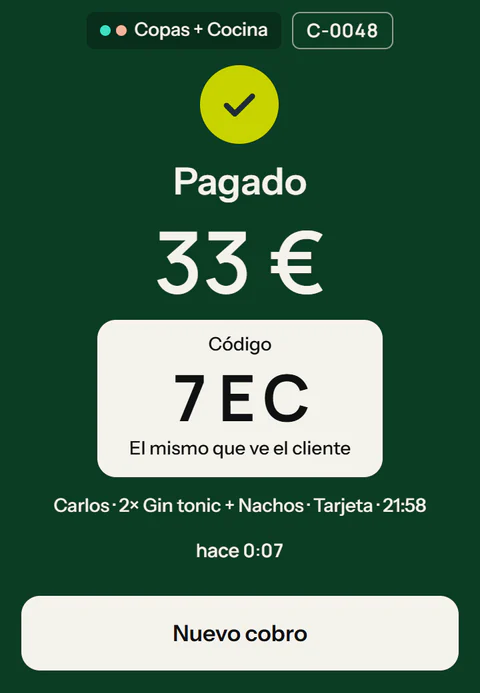 Copas + Cocina
C-0048
Pagado
33 €
Código
7 E C
El mismo que ve el cliente
Carlos · 2× Gin tonic + Nachos · Tarjeta · 21:58
hace 0:07
Nuevo cobro